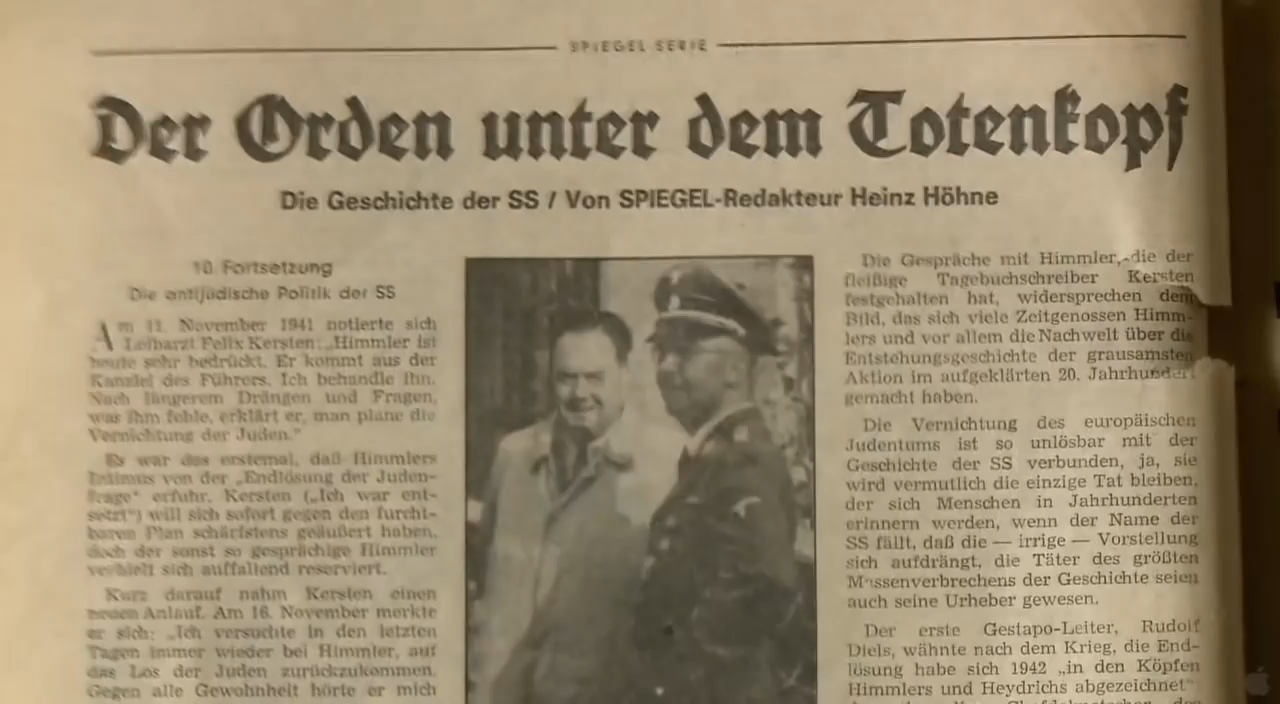 SPIEGEL SERIE
Der Orden unter dem Totenkopf
Die Geschichte der SS / Von SPIEGEL-Redakteur Heinz Höhne
10. Fortsetzung
Die antijüdische Politik der SS
Am 11. November 1941 notierte sich
Leibarzt Felix Kersten: „Himmler ist
heute sehr bedrückt. Er kommt aus der
Kanzlei des Führers. Ich behandle ihn.
Nach längerem Drängen und Fragen,
was ihm fehle, erklärt er, man plane die
Vernichtung der Juden."
Es war das erstemal, daß Himmlers
Intimus von der „Endlösung der Juden-
frage" erfuhr. Kersten („Ich war ent-
setzt") will sich sofort gegen den furcht-
baren Plan schärfstens geäußert haben,
doch der sonst so gesprächige Himmler
verhielt sich auffallend reserviert.
Kurz darauf nahm Kersten einen
neuen Anlauf. Am 16. November merkte
er sich: „Ich versuchte in den letzten
Tagen immer wieder bei Himmler, auf
das Los der Juden zurückzukommen.
Gegen alle Gewohnheit hörte er mich
Die Gespräche mit Himmler, die der
fleißige Tagebuchschreiber Kersten
festgehalten hat, widersprechen dem
Bild, das sich viele Zeitgenossen Himm-
lers und vor allem die Nachwelt über die
Entstehungsgeschichte der grausamsten
Aktion im aufgeklärten 20. Jahrhundert
gemacht haben.
Die Vernichtung des europäischen
Judentums ist so unlösbar mit der
Geschichte der SS verbunden, ja, sie
wird vermutlich die einzige Tat bleiben,
der sich Menschen in Jahrhunderten
erinnern werden, wenn der Name der
SS fällt, daß die — irrige — Vorstellung
sich aufdrängt, die Täter des größten
Massenverbrechens der Geschichte seien
auch seine Urheber gewesen.
Der erste Gestapo-Leiter, Rudolf
Diels, wähnte nach dem Krieg, die End-
lösung habe sich 1942 „in den Köpfen
Himmlers und Heydrichs abgezeichnet"